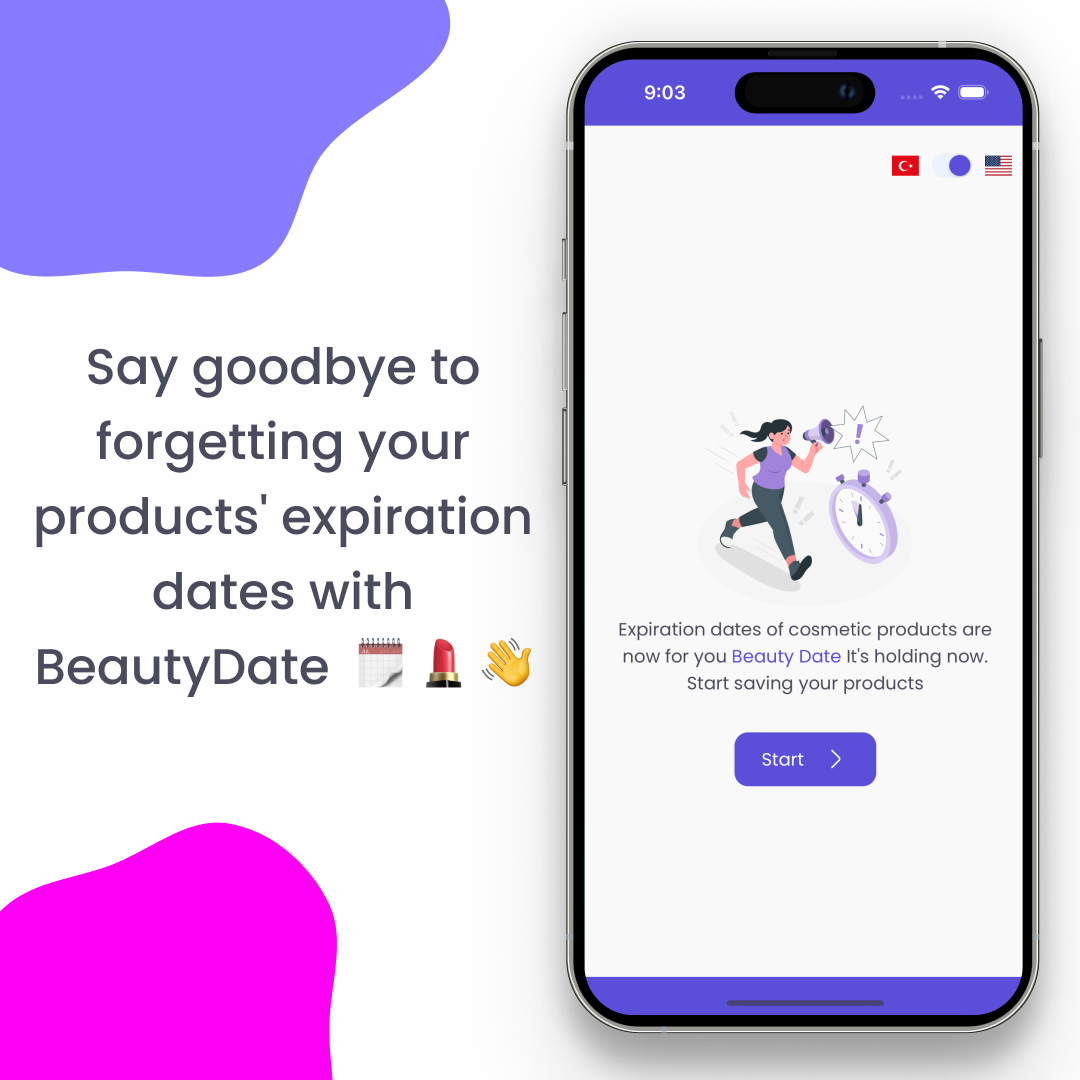 Say goodbye to
forgetting your
products' expiration
dates with
BeautyDate 🗓️ 💄 👋
9:03
Expiration dates of cosmetic products are
now for you Beauty Date It's holding now.
Start saving your products
Start